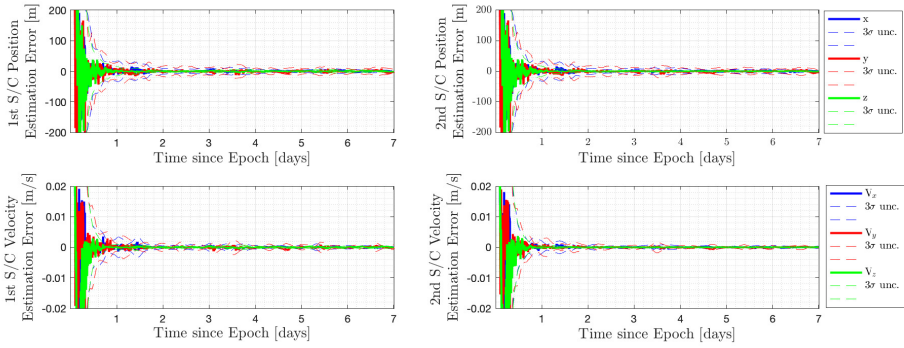 1st S/C Position
Estimation Error [m]
200
100
0
-100
-200
1 2 3 4 5 6 7
Time since Epoch [days]
2nd S/C Position
Estimation Error [m]
200
100
0
-100
-200
1 2 3 4 5 6 7
Time since Epoch [days]
x
3σ unc.
y
3σ unc.
z
3σ unc.
1st S/C Velocity
Estimation Error [m/s]
0.02
0.01
0
-0.01
-0.02
1 2 3 4 5 6 7
Time since Epoch [days]
2nd S/C Velocity
Estimation Error [m/s]
0.02
0.01
0
-0.01
-0.02
1 2 3 4 5 6 7
Time since Epoch [days]
Vx
3σ unc.
Vy
3σ unc.
Vz
3σ unc.